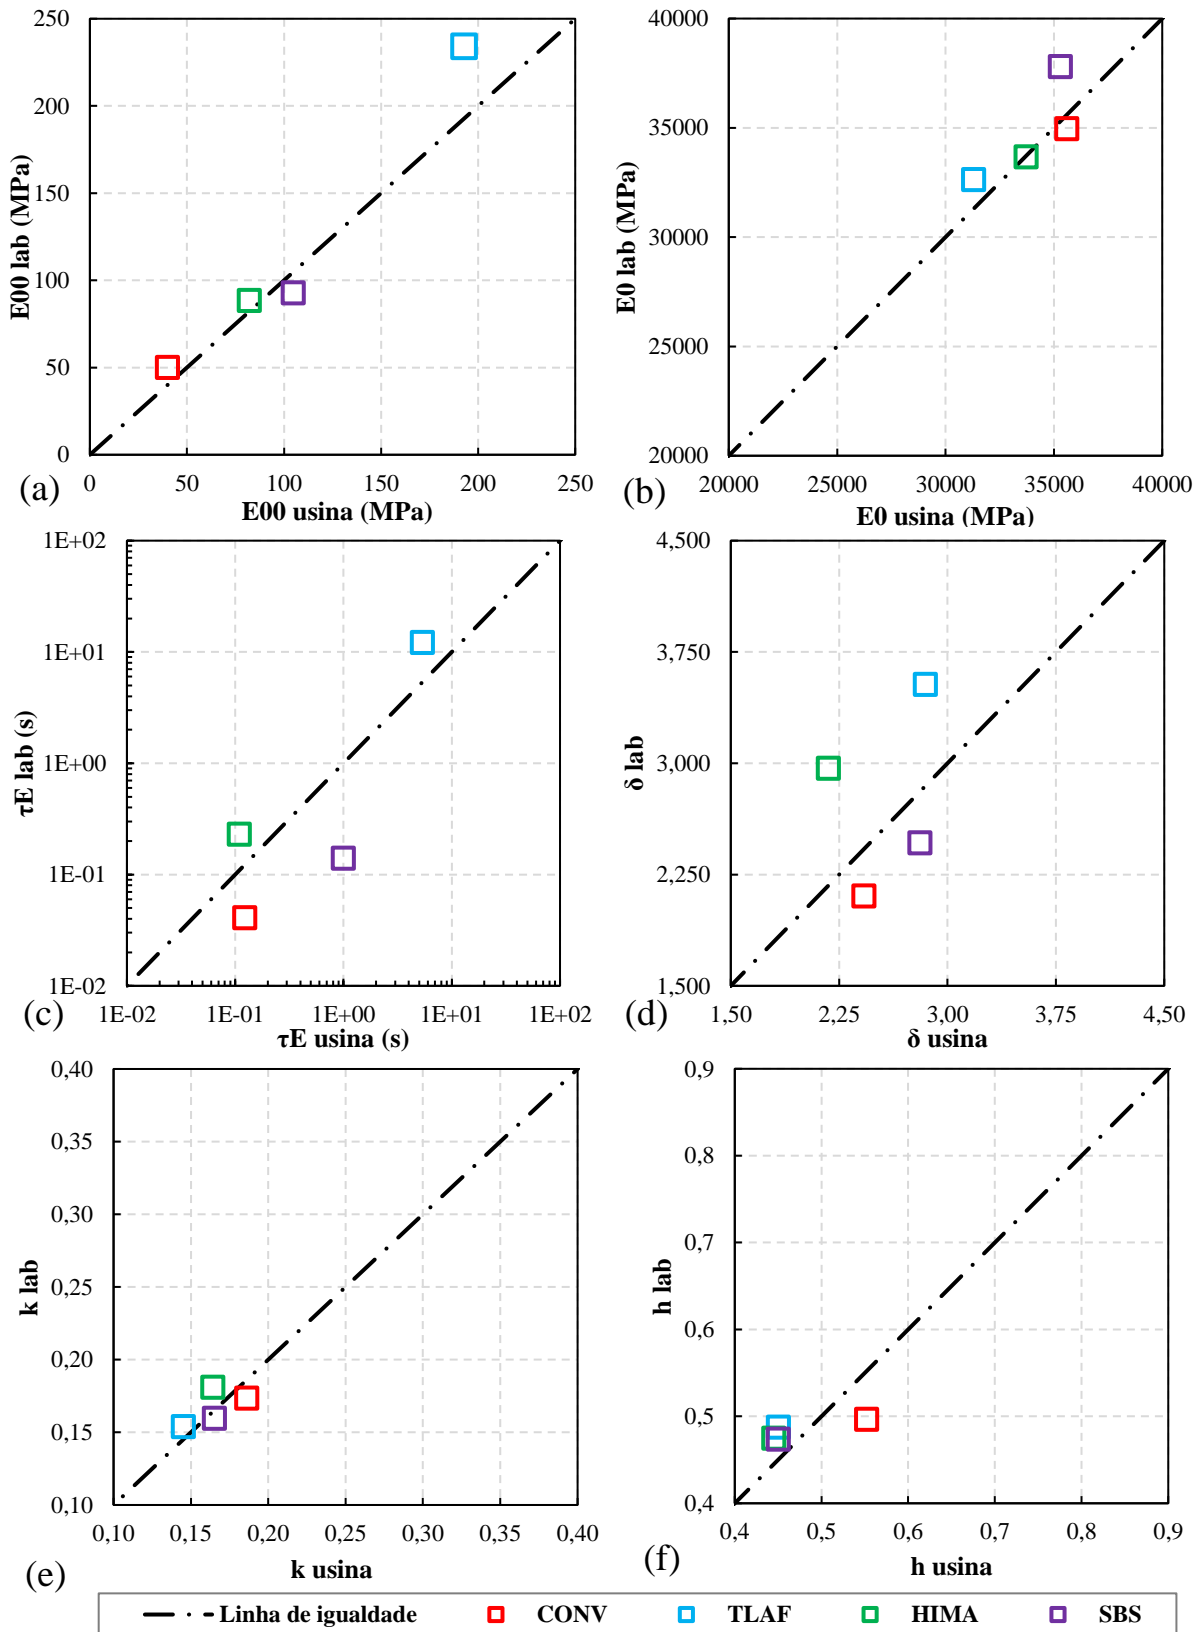 250
200
150
100
50
0
E00 lab (MPa)
0 50 100 150 200 250
E00 usina (MPa)
(a)
40000
35000
30000
25000
20000
E0 lab (MPa)
20000 25000 30000 35000 40000
E0 usina (MPa)
(b)
1E+02
1E+01
1E+00
1E-01
1E-02
τE lab (s)
1E-02 1E-01 1E+00 1E+01 1E+02
τE usina (s)
(c)
4,500
3,750
3,000
2,250
1,500
δ lab
1,50 2,25 3,00 3,75 4,50
δ usina
(d)
0,40
0,35
0,30
0,25
0,20
0,15
0,10
k lab
0,10 0,15 0,20 0,25 0,30 0,35 0,40
k usina
(e)
0,9
0,8
0,7
0,6
0,5
0,4
h lab
0,4 0,5 0,6 0,7 0,8 0,9
h usina
(f)
Linha de igualdade CONV TLAF HIMA SBS